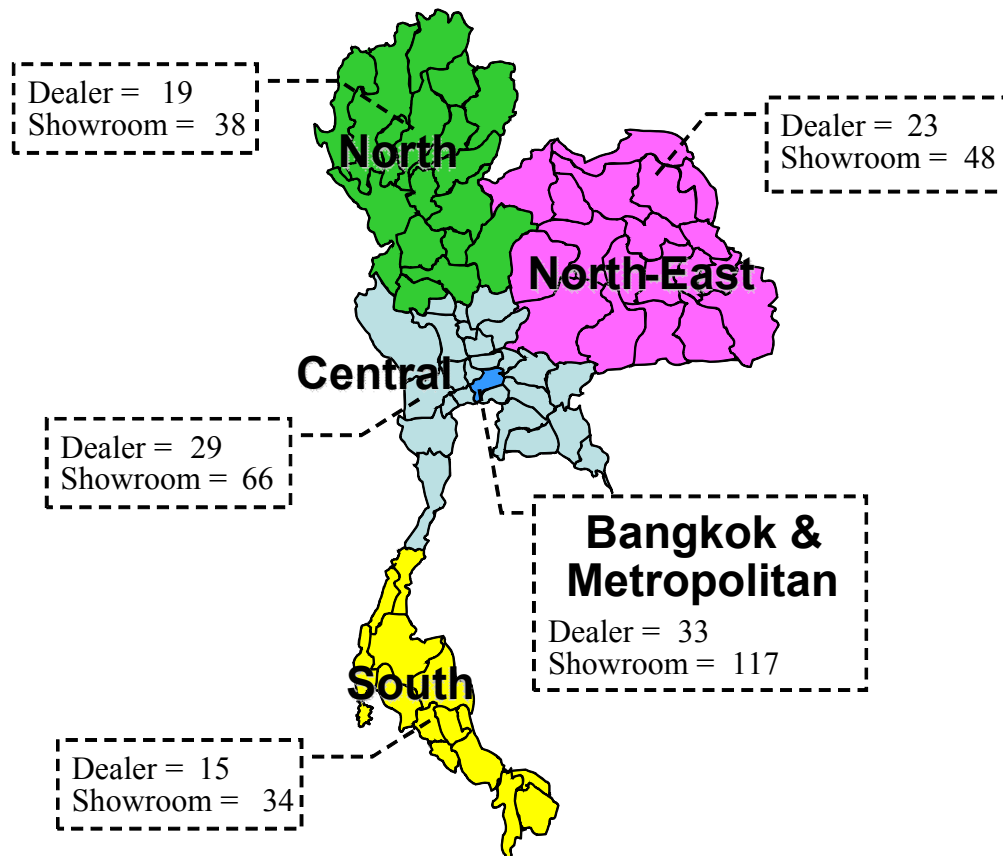 Dealer = 19
Showroom = 38
North
Dealer = 23
Showroom = 48
North-East
Central
Dealer = 29
Showroom = 66
Bangkok &
Metropolitan
Dealer = 33
Showroom = 117
South
Dealer = 15
Showroom = 34